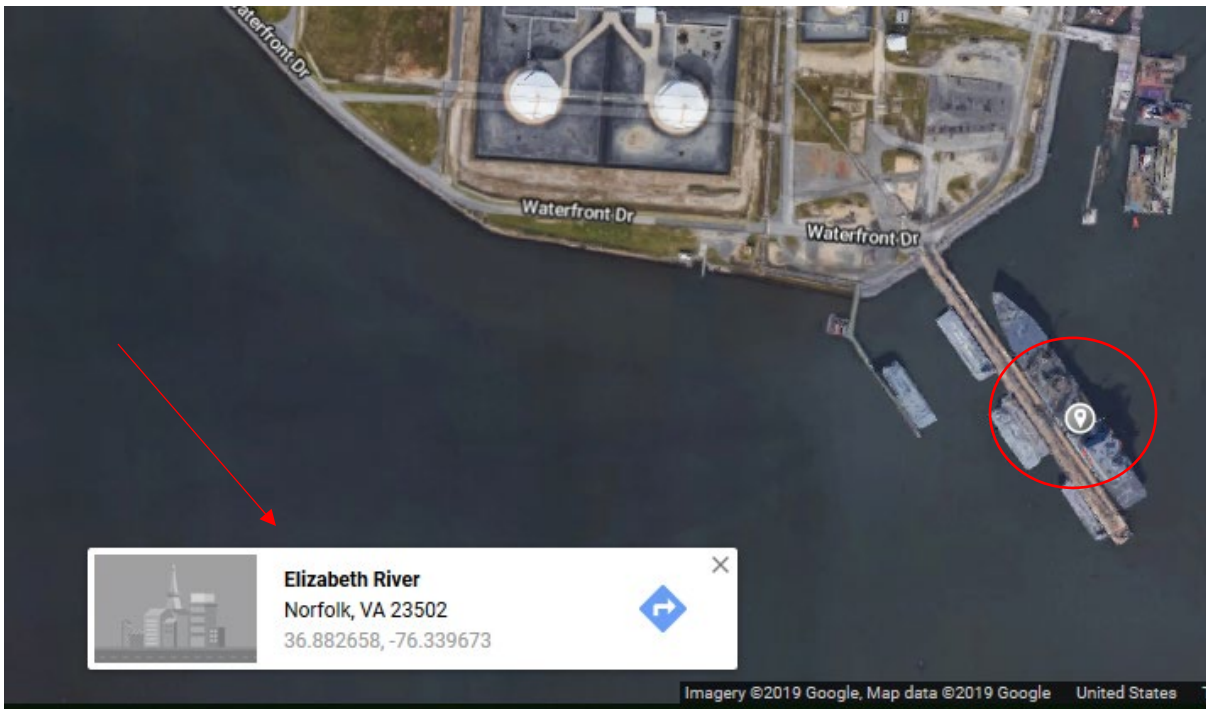 Waterfront Dr
Waterfront Dr
Waterfront Dr
Elizabeth River
Norfolk, VA 23502
36.882658, -76.339673
Imagery ©2019 Google, Map data ©2019 Google United States